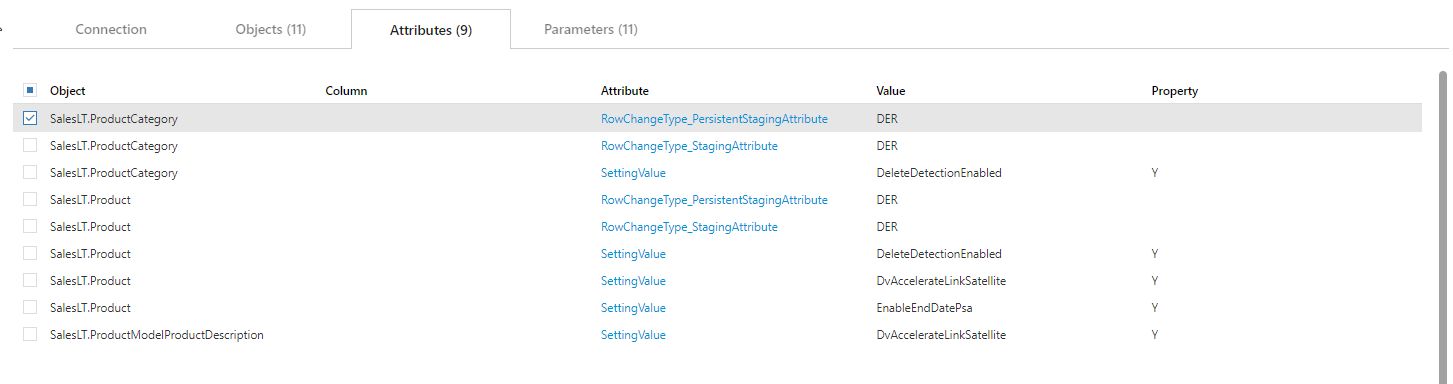 Connection Objects (11) Attributes (9) Parameters (11)
Object Column Attribute Value Property
SalesLT.ProductCategory RowChangeType_PersistentStagingAttribute DER
SalesLT.ProductCategory RowChangeType_StagingAttribute DER
SalesLT.ProductCategory SettingValue DeleteDetectionEnabled Y
SalesLT.Product RowChangeType_PersistentStagingAttribute DER
SalesLT.Product RowChangeType_StagingAttribute DER
SalesLT.Product SettingValue DeleteDetectionEnabled Y
SalesLT.Product SettingValue DvAccelerateLinkSatellite Y
SalesLT.Product SettingValue EnableEndDatePsa Y
SalesLT.ProductModelProductDescription SettingValue DvAccelerateLinkSatellite Y